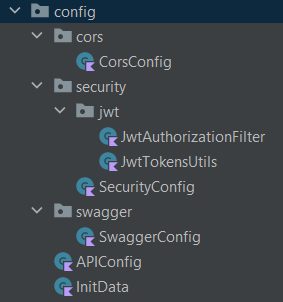 config
cors
CorsConfig
security
jwt
JwtAuthorizationFilter
JwtTokensUtils
SecurityConfig
swagger
SwaggerConfig
APIConfig
InitData